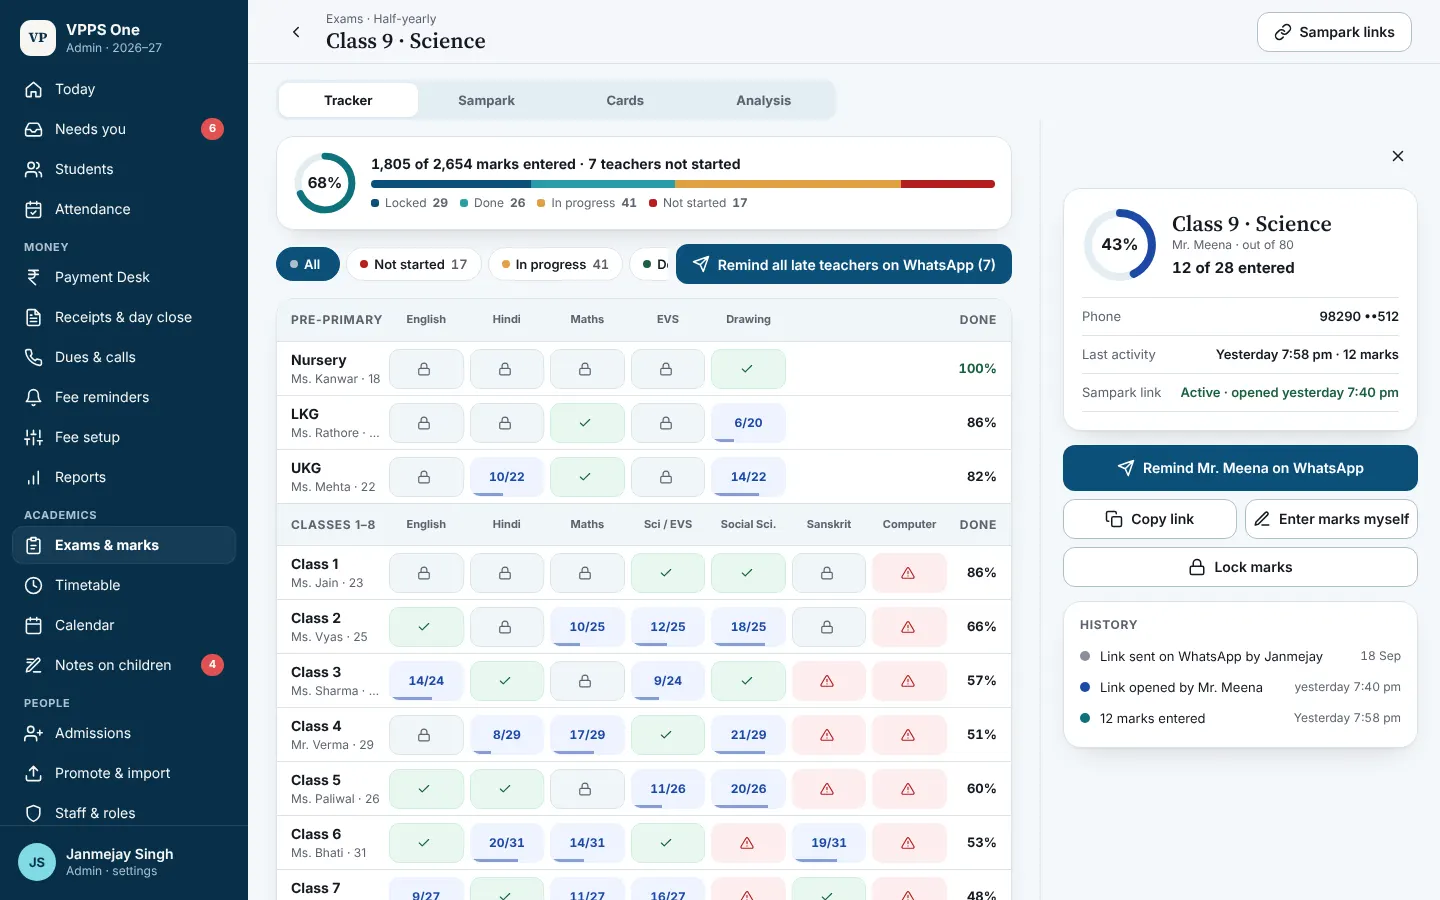 VP
VPPS One
Admin · 2026–27
Today
Needs you 6
Students
Attendance
MONEY
Payment Desk
Receipts & day close
Dues & calls
Fee reminders
Fee setup
Reports
ACADEMICS
Exams & marks
Timetable
Calendar
Notes on children 4
PEOPLE
Admissions
Promote & import
Staff & roles
JS
Janmejay Singh
Admin · settings
Exams · Half-yearly
Class 9 · Science
Sampark links
Tracker Sampark Cards Analysis
68%
1,805 of 2,654 marks entered · 7 teachers not started
Locked 29 Done 26 In progress 41 Not started 17
All Not started 17 In progress 41 Remind all late teachers on WhatsApp (7)
PRE-PRIMARY English Hindi Maths EVS Drawing DONE
Nursery
Ms. Kanwar · 18
100%
LKG
Ms. Rathore · ...
6/20 86%
UKG
Ms. Mehta · 22
10/22 14/22 82%
CLASSES 1–8 English Hindi Maths Sci / EVS Social Sci. Sanskrit Computer DONE
Class 1
Ms. Jain · 23
86%
Class 2
Ms. Vyas · 25
10/25 12/25 18/25 66%
Class 3
Ms. Sharma · ...
14/24 9/24 57%
Class 4
Mr. Verma · 29
8/29 17/29 21/29 51%
Class 5
Ms. Paliwal · 26
11/26 20/26 60%
Class 6
Ms. Bhati · 31
20/31 14/31 19/31 53%
Class 7
9/27 11/27 16/27 48%
43%
Class 9 · Science
Mr. Meena · out of 80
12 of 28 entered
Phone 98290 ••512
Last activity Yesterday 7:58 pm · 12 marks
Sampark link Active · opened yesterday 7:40 pm
Remind Mr. Meena on WhatsApp
Copy link Enter marks myself
Lock marks
HISTORY
Link sent on WhatsApp by Janmejay 18 Sep
Link opened by Mr. Meena yesterday 7:40 pm
12 marks entered Yesterday 7:58 pm